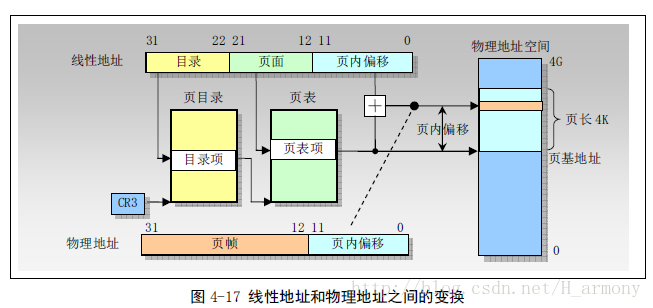 31 22 21 12 11 0
线性地址 目录 页面 页内偏移
物理地址空间
4G
页目录 页表
目录项 页表项
页内偏移
页长 4K
页基地址
CR3
31 12 11 0
物理地址 页帧 页内偏移
0
http://blog.csdn.net/H_armony
图 4-17 线性地址和物理地址之间的变换